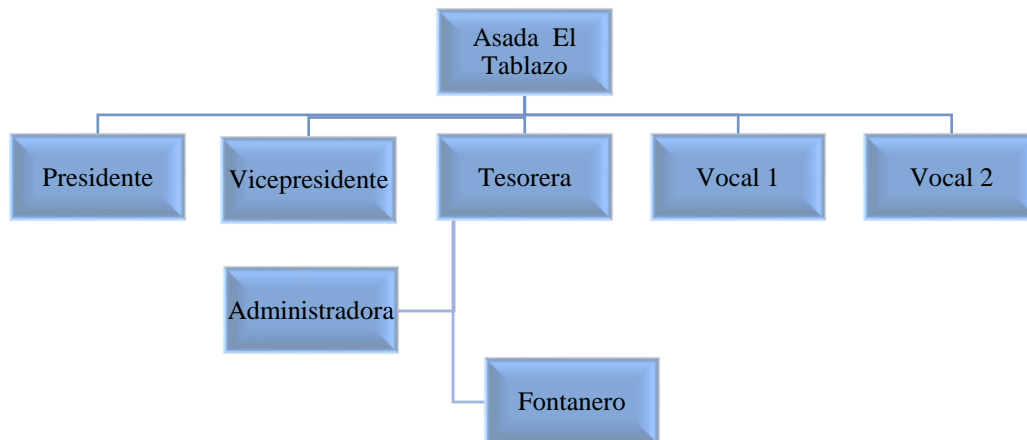 Asada El
Tablazo
Presidente
Vicepresidente
Tesorera
Vocal 1
Vocal 2
Administradora
Fontanero